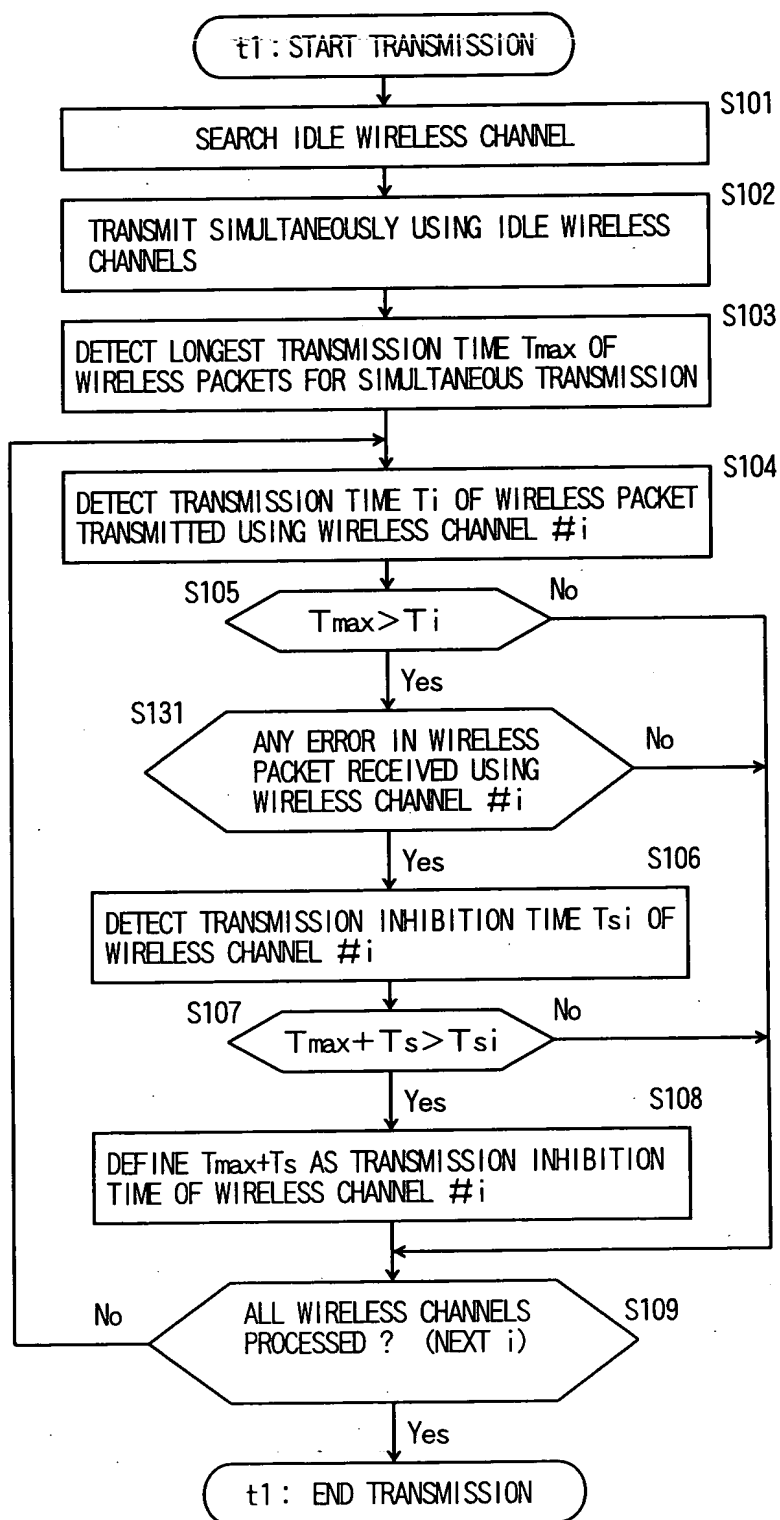 t1 : START TRANSMISSION
S101
SEARCH IDLE WIRELESS CHANNEL
S102
TRANSMIT SIMULTANEOUSLY USING IDLE WIRELESS
CHANNELS
S103
DETECT LONGEST TRANSMISSION TIME Tmax OF
WIRELESS PACKETS FOR SIMULTANEOUS TRANSMISSION
S104
DETECT TRANSMISSION TIME Ti OF WIRELESS PACKET
TRANSMITTED USING WIRELESS CHANNEL #i
S105
No
Tmax>Ti
Yes
S131
ANY ERROR IN WIRELESS
PACKET RECEIVED USING
WIRELESS CHANNEL #i
No
Yes
S106
DETECT TRANSMISSION INHIBITION TIME Tsi OF
WIRELESS CHANNEL #i
S107
No
Tmax+Ts>Tsi
Yes
S108
DEFINE Tmax+Ts AS TRANSMISSION INHIBITION
TIME OF WIRELESS CHANNEL #i
No
ALL WIRELESS CHANNELS
PROCESSED ? (NEXT i)
S109
Yes
t1 : END TRANSMISSION